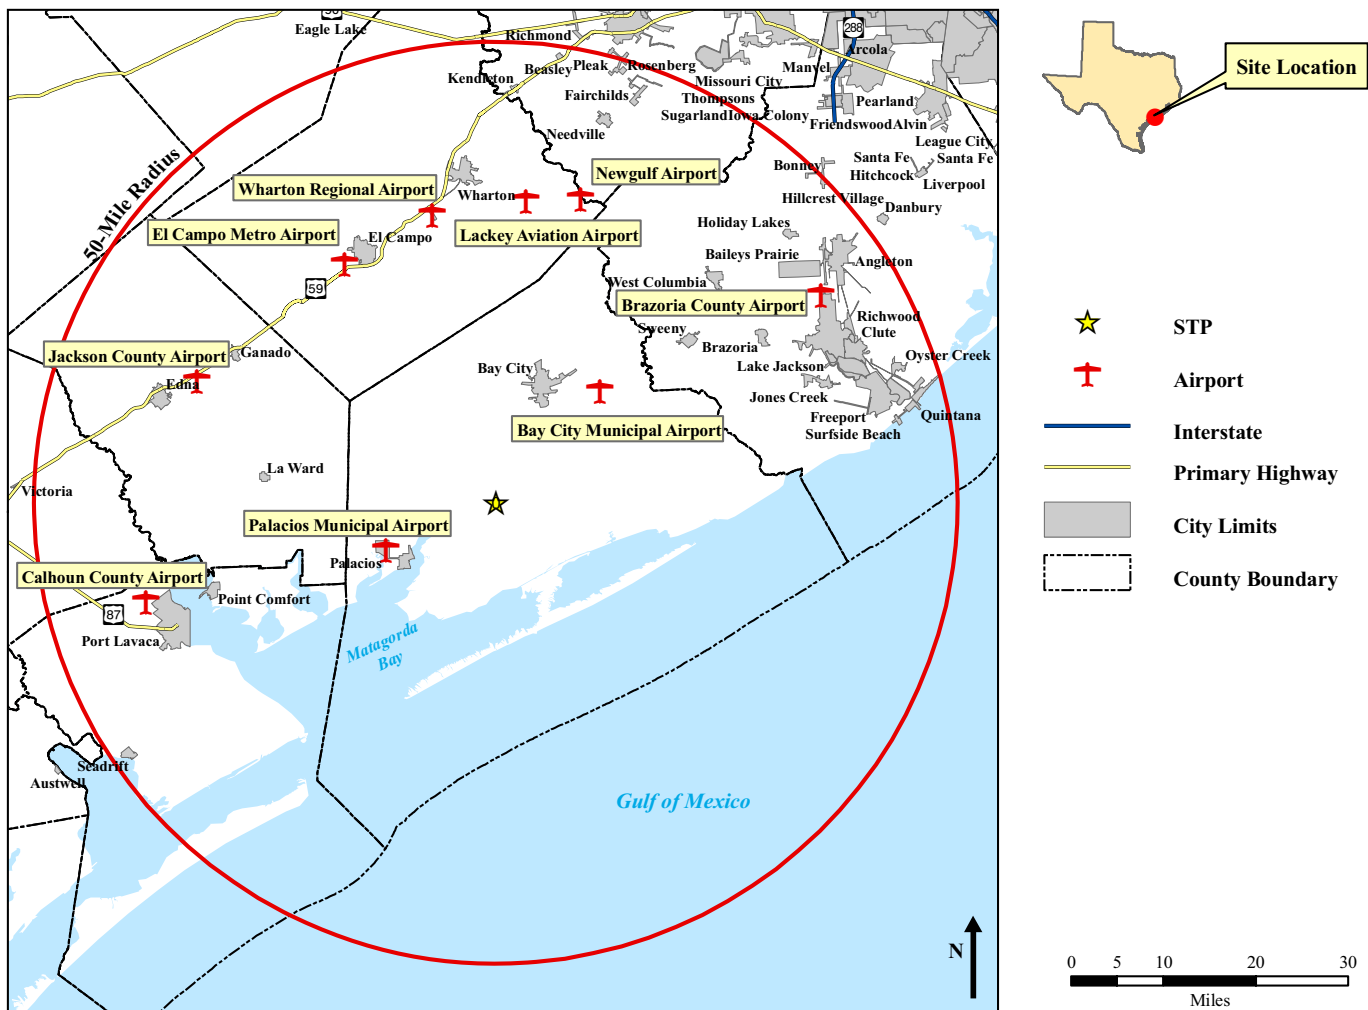 Eagle Lake
Richmond
288
Arcola
Beasley
Pleak
Rosenberg
Manvel
Kendleton
Missouri City
Fairchilds
Thompsons
Pearland
Sugarland
Iowa Colony
Friendswood
Alvin
Needville
League City
50-Mile Radius
Newgulf Airport
Bonney
Santa Fe
Santa Fe
Hitchcock
Liverpool
Wharton Regional Airport
Wharton
Hillcrest Village
Danbury
El Campo Metro Airport
El Campo
Lackey Aviation Airport
Holiday Lakes
Baileys Prairie
Angleton
59
West Columbia
Brazoria County Airport
Richwood
Sweeny
Clute
Brazoria
Jackson County Airport
Ganado
Oyster Creek
Edna
Bay City
Lake Jackson
Jones Creek
Freeport
Quintana
Bay City Municipal Airport
Surfside Beach
La Ward
Victoria
Palacios Municipal Airport
Palacios
Calhoun County Airport
Point Comfort
87
Port Lavaca
Matagorda
Bay
Seadrift
Austwell
Gulf of Mexico
N
Site Location
STP
Airport
Interstate
Primary Highway
City Limits
County Boundary
0 5 10 20 30
Miles